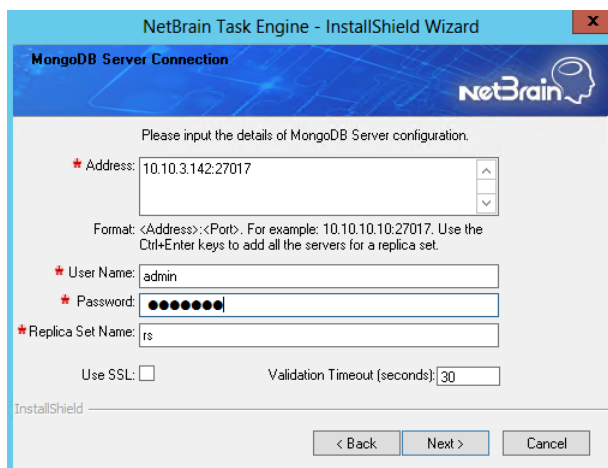 NetBrain Task Engine - InstallShield Wizard
x
MongoDB Server Connection
NetBrain
Please input the details of MongoDB Server configuration.
* Address: 10.10.3.142:27017
Format: <Address>:<Port>. For example: 10.10.10.10:27017. Use the
Ctrl+Enter keys to add all the servers for a replica set.
* User Name: admin
* Password: ●●●●●●●
* Replica Set Name: rs
Use SSL: Validation Timeout (seconds): 30
InstallShield
< Back Next > Cancel